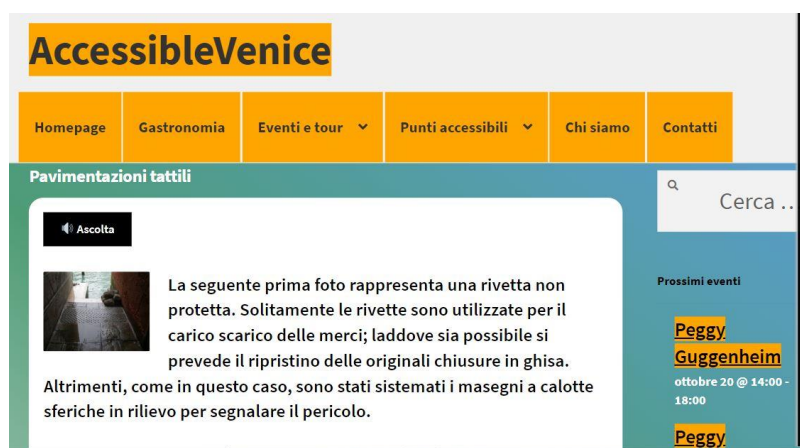 AccessibleVenice
Homepage
Gastronomia
Eventi e tour
Punti accessibili
Chi siamo
Contatti
Pavimentazioni tattili
Ascolta
La seguente prima foto rappresenta una rivetta non
protetta. Solitamente le rivette sono utilizzate per il
carico scarico delle merci; laddove sia possibile si
prevede il ripristino delle originali chiusure in ghisa.
Altrimenti, come in questo caso, sono stati sistemati i masegni a calotte
sferiche in rilievo per segnalare il pericolo.
Cerca ..
Prossimi eventi
Peggy
Guggenheim
ottobre 20 @ 14:00 -
18:00
Peggy